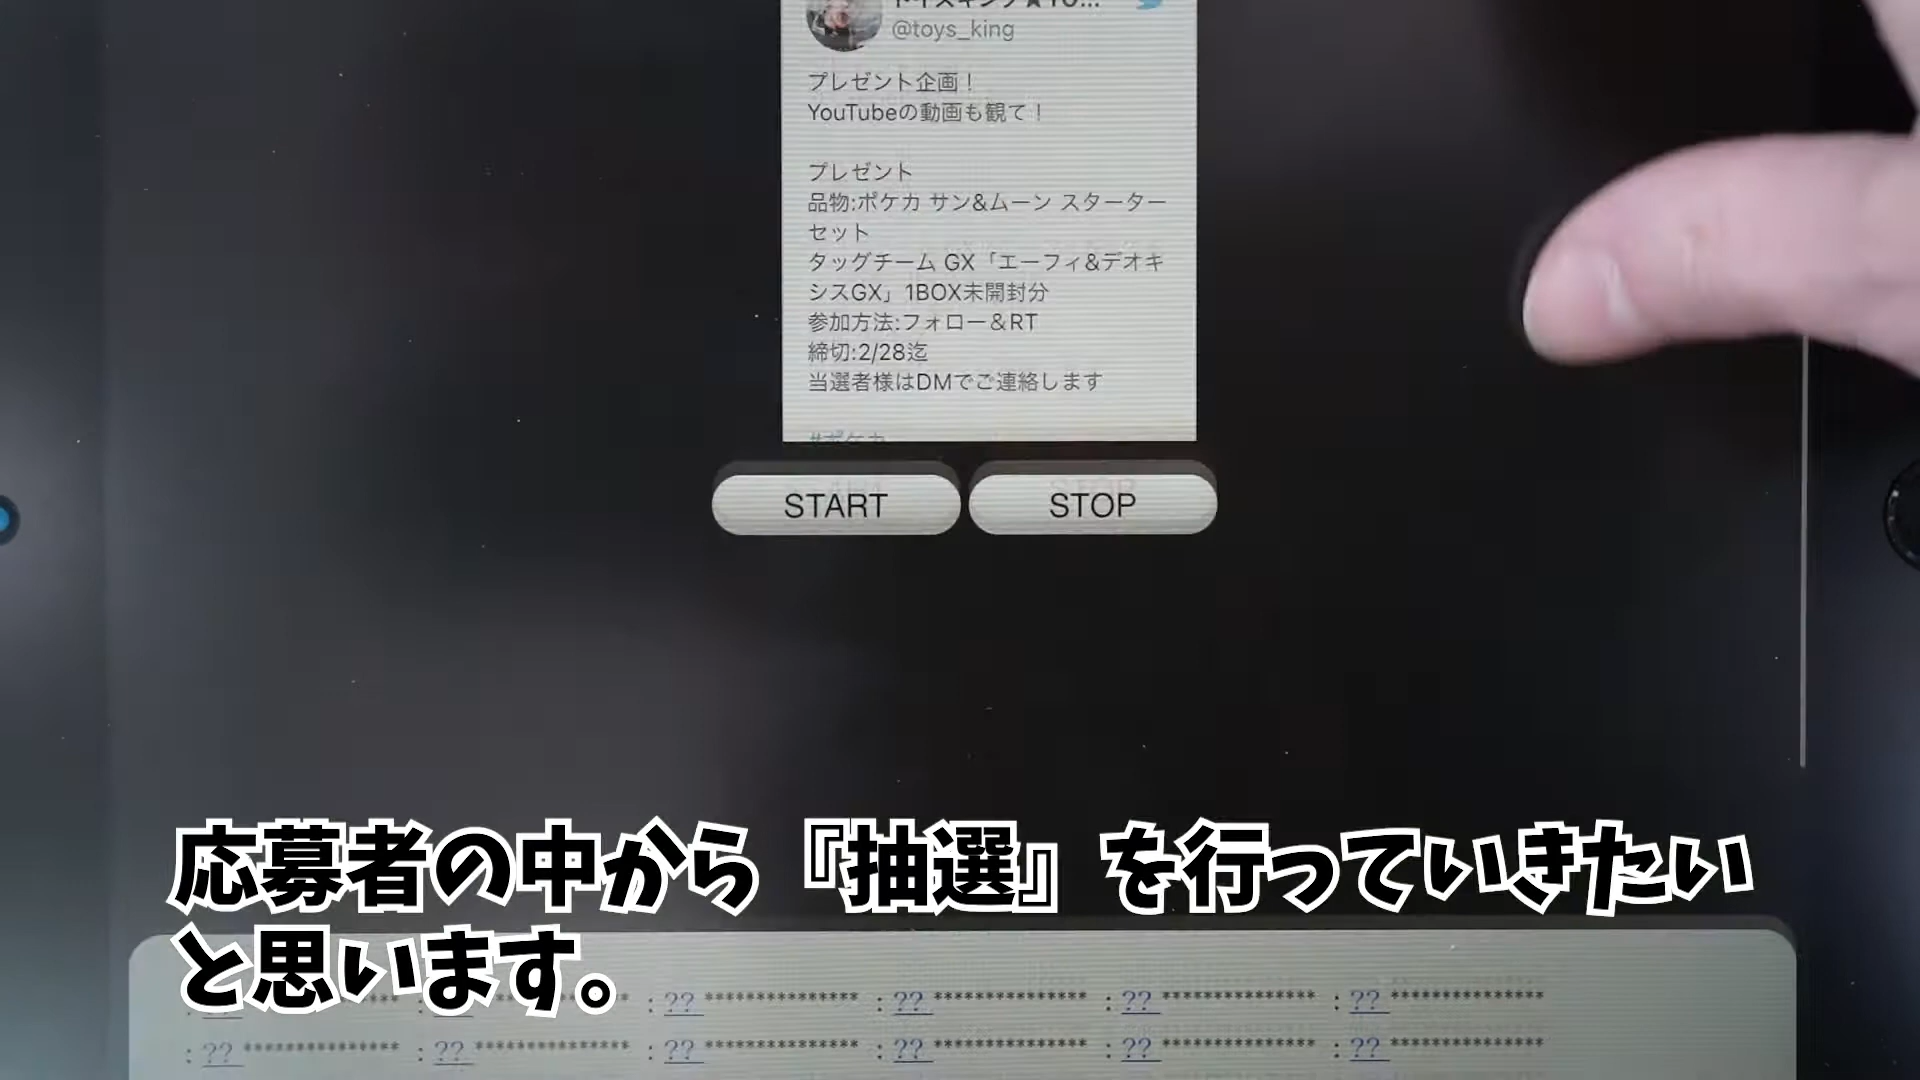 @toys_king
プレゼント企画！
YouTubeの動画も観て！
プレゼント
品物:ポケカ サン&ムーン スターター
セット
タッグチーム GX「エーフィ&デオキ
シスGX」1BOX未開封分
参加方法:フォロー＆RT
締切:2/28迄
当選者様はDMでご連絡します
#ポケカ
START STOP
応募者の中から『抽選』を行っていきたい
と思います。
: ?? *************** : ?? *************** : ?? *************** : ?? ***************
: ?? *************** : ?? *************** : ?? *************** : ?? *************** : ?? *************** : ?? ***************